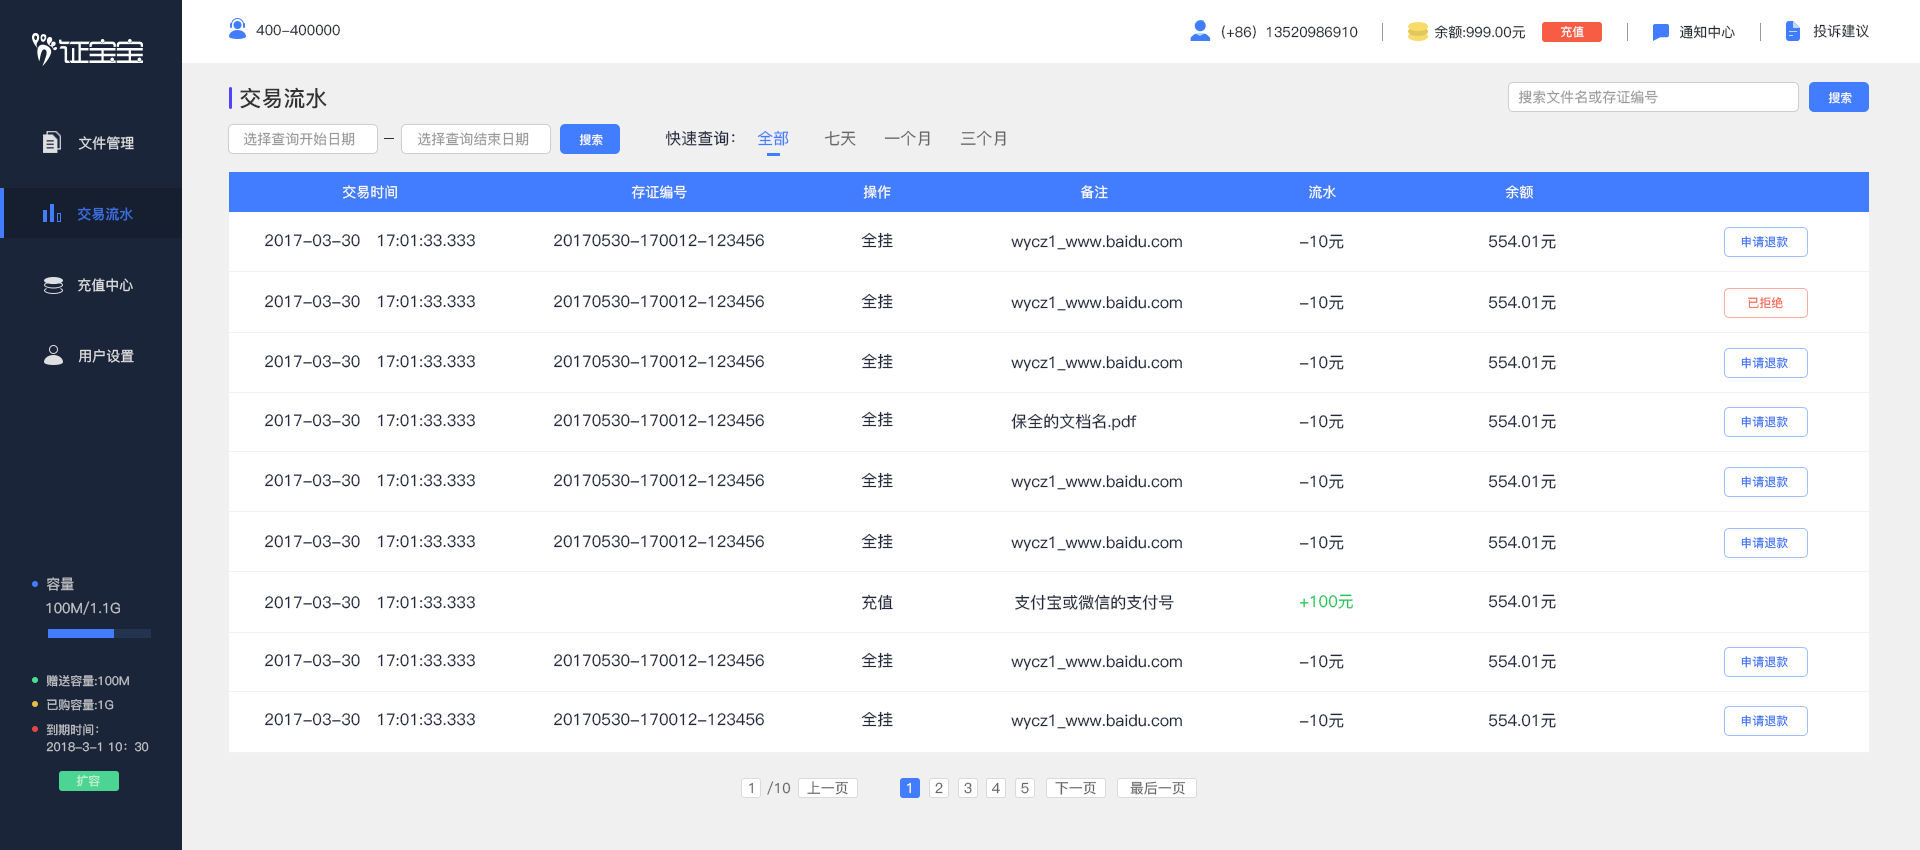 证宝宝
400-400000
(+86) 13520986910
余额:999.00元
充值
通知中心
投诉建议
文件管理
交易流水
充值中心
用户设置
容量
100M/1.1G
赠送容量:100M
已购容量:1G
到期时间:
2018-3-1 10: 30
扩容
交易流水
搜索文件名或存证编号
搜索
选择查询开始日期 — 选择查询结束日期 搜索
快速查询: 全部 七天 一个月 三个月
交易时间 存证编号 操作 备注 流水 余额
2017-03-30 17:01:33.333 20170530-170012-123456 全挂 wycz1_www.baidu.com -10元 554.01元 申请退款
2017-03-30 17:01:33.333 20170530-170012-123456 全挂 wycz1_www.baidu.com -10元 554.01元 已拒绝
2017-03-30 17:01:33.333 20170530-170012-123456 全挂 wycz1_www.baidu.com -10元 554.01元 申请退款
2017-03-30 17:01:33.333 20170530-170012-123456 全挂 保全的文档名.pdf -10元 554.01元 申请退款
2017-03-30 17:01:33.333 20170530-170012-123456 全挂 wycz1_www.baidu.com -10元 554.01元 申请退款
2017-03-30 17:01:33.333 20170530-170012-123456 全挂 wycz1_www.baidu.com -10元 554.01元 申请退款
2017-03-30 17:01:33.333 充值 支付宝或微信的支付号 +100元 554.01元
2017-03-30 17:01:33.333 20170530-170012-123456 全挂 wycz1_www.baidu.com -10元 554.01元 申请退款
2017-03-30 17:01:33.333 20170530-170012-123456 全挂 wycz1_www.baidu.com -10元 554.01元 申请退款
1 /10 上一页 1 2 3 4 5 下一页 最后一页